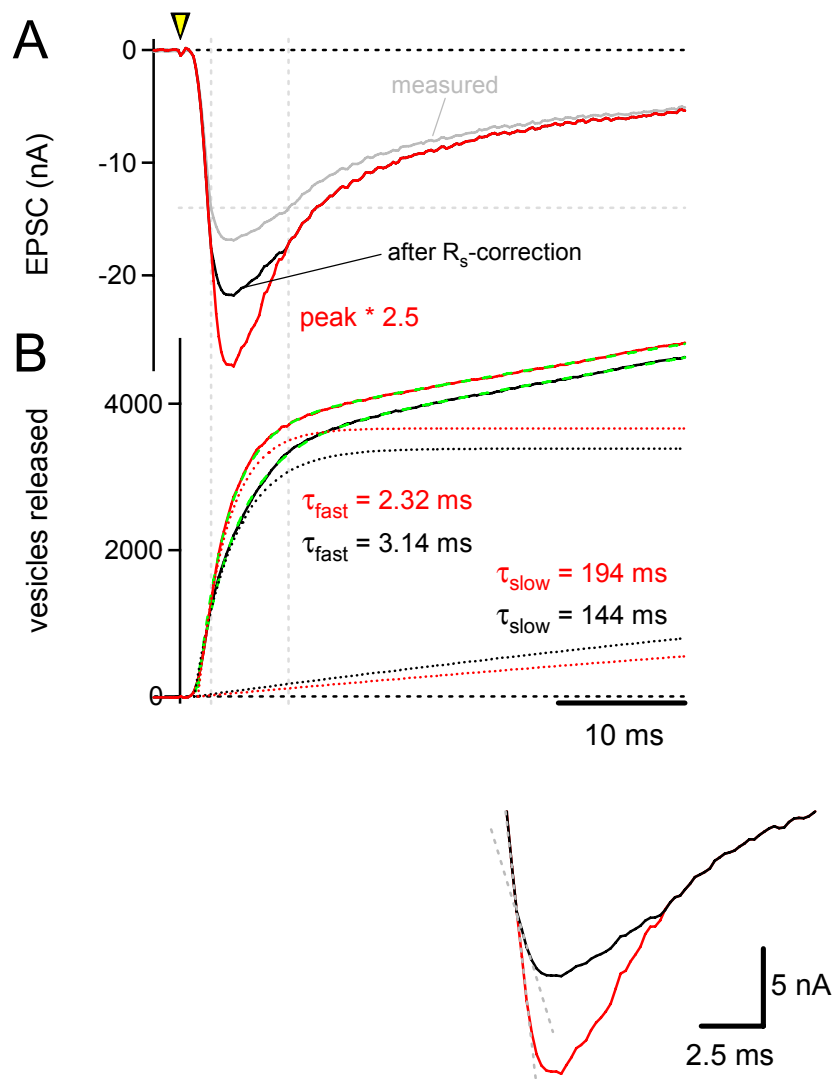 A
0
-10
-20
EPSC (nA)
measured
after Rs-correction
peak * 2.5
B
4000
2000
0
vesicles released
τfast = 2.32 ms
τfast = 3.14 ms
τslow = 194 ms
τslow = 144 ms
10 ms
5 nA
2.5 ms